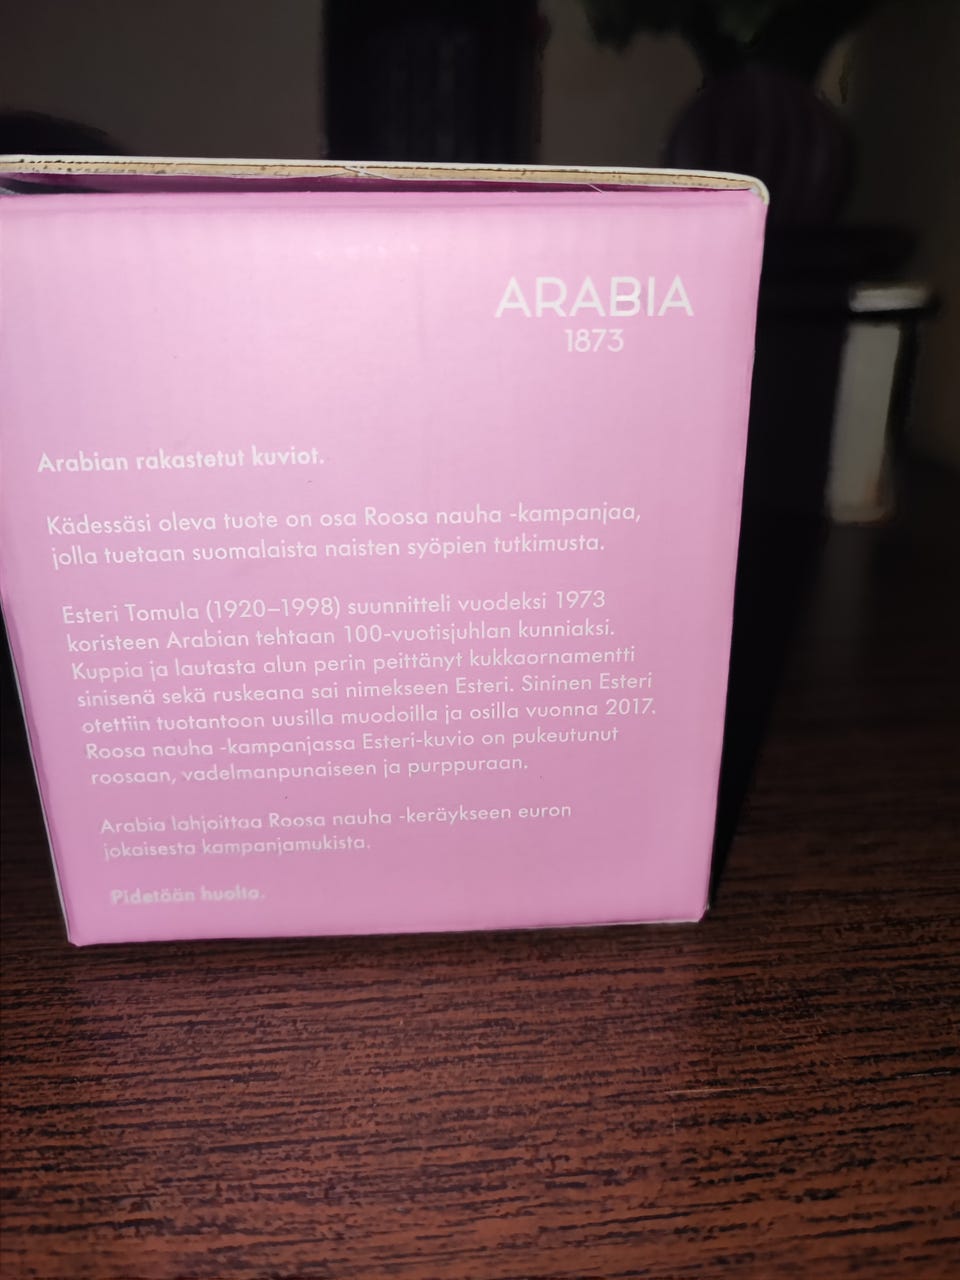 ARABIA
1873
Arabian rakastetut kuviot.
Kädessäsi oleva tuote on osa Roosa nauha -kampanjaa,
jolla tuetaan suomalaista naisten syöpien tutkimusta.
Esteri Tomula (1920–1998) suunnitteli vuodeksi 1973
koristeen Arabian tehtaan 100-vuotisjuhlan kunniaksi.
Kuppia ja lautasta alun perin peittänyt kukkaornamentti
sinisenä sekä ruskeana sai nimekseen Esteri. Sininen Esteri
otettiin tuotantoon uusilla muodoilla ja osilla vuonna 2017.
Roosa nauha -kampanjassa Esteri-kuvio on pukeutunut
roosaan, vadelmanpunaiseen ja purppuraan.
Arabia lahjoittaa Roosa nauha -keräykseen euron
jokaisesta kampanjamukista.
Pidetään huolta.